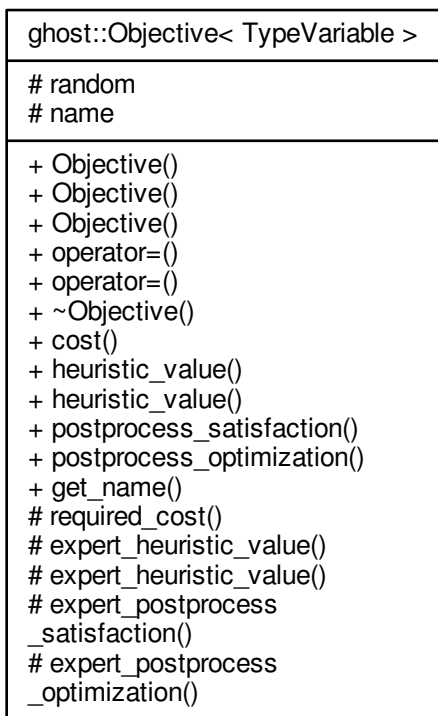 ghost::Objective< TypeVariable >
# random
# name
+ Objective()
+ Objective()
+ Objective()
+ operator=()
+ operator=()
+ ~Objective()
+ cost()
+ heuristic_value()
+ heuristic_value()
+ postprocess_satisfaction()
+ postprocess_optimization()
+ get_name()
# required_cost()
# expert_heuristic_value()
# expert_heuristic_value()
# expert_postprocess
_satisfaction()
# expert_postprocess
_optimization()